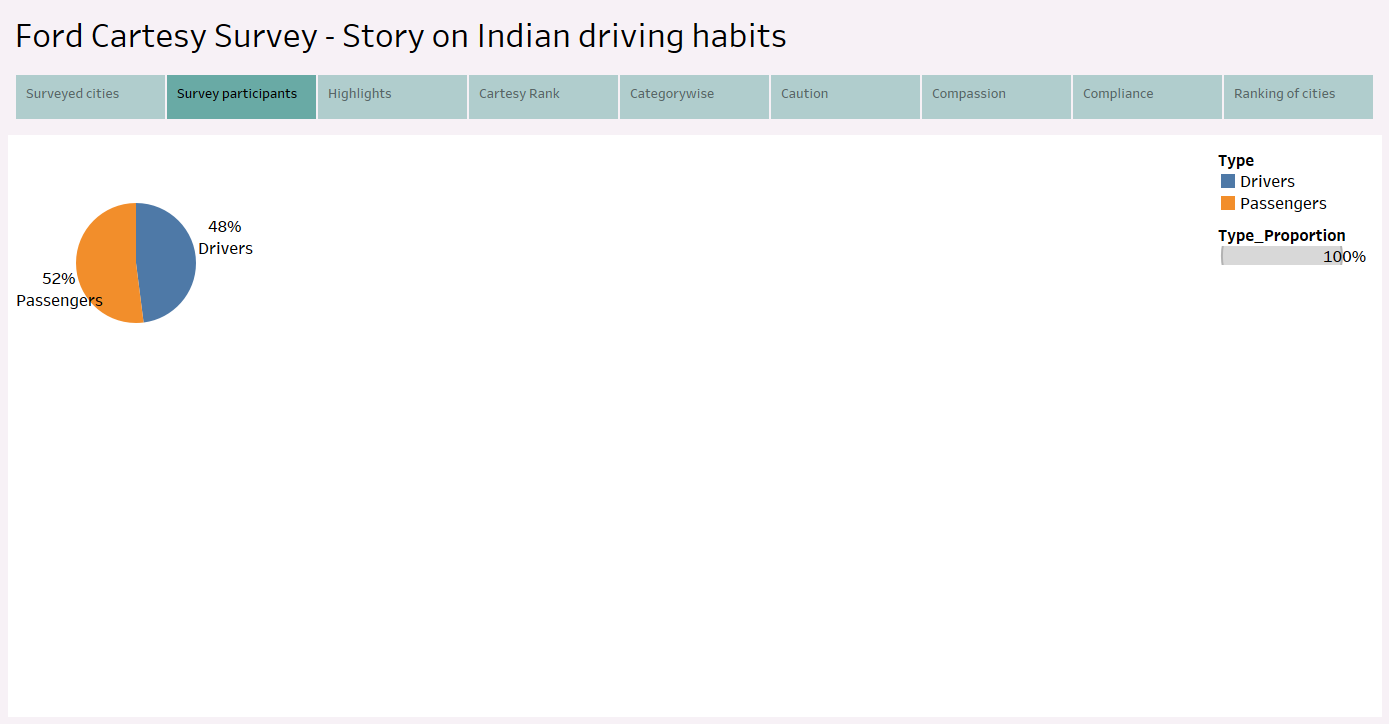 Ford Cartesy Survey - Story on Indian driving habits
Surveyed cities
Survey participants
Highlights
Cartesy Rank
Categorywise
Caution
Compassion
Compliance
Ranking of cities
48%
Drivers
52%
Passengers
Type
Drivers
Passengers
Type_Proportion
100%